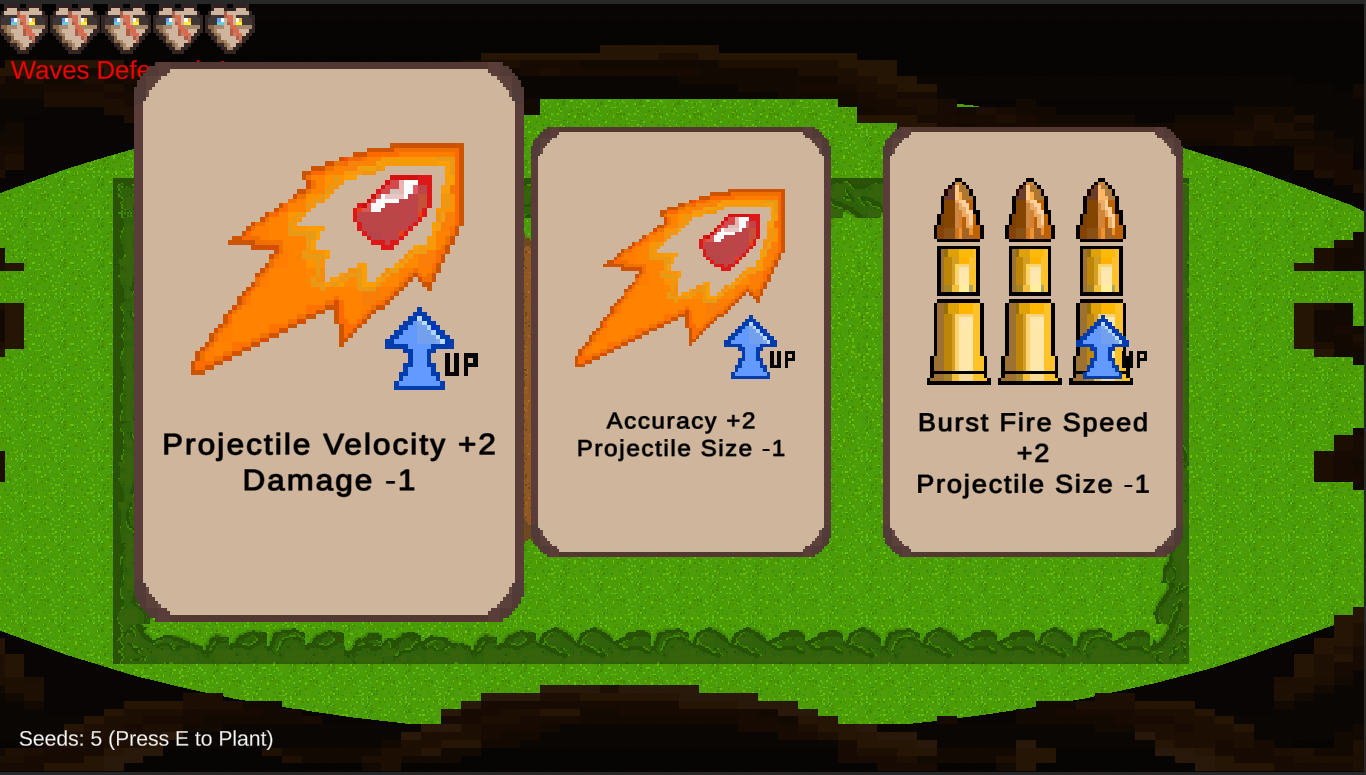 Waves
UP
Projectile Velocity +2
Damage -1
UP
Accuracy +2
Projectile Size -1
UP
Burst Fire Speed
+2
Projectile Size -1
Seeds: 5 (Press E to Plant)